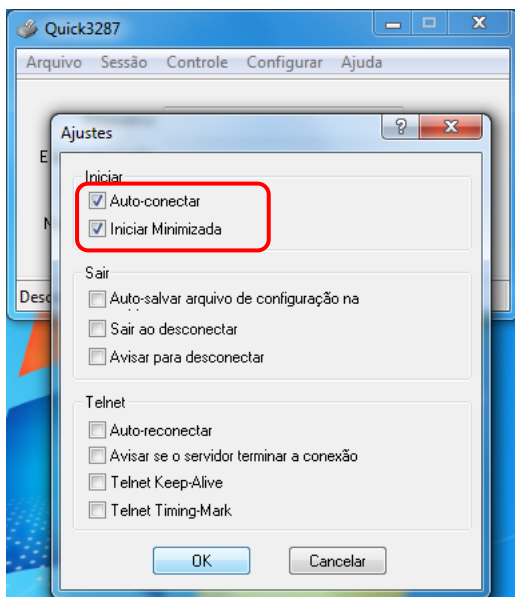 Quick3287
Arquivo Sessão Controle Configurar Ajuda
Ajustes
Iniciar
Auto-conectar
Iniciar Minimizada
Sair
Auto-salvar arquivo de configuração na
Sair ao desconectar
Avisar para desconectar
Telnet
Auto-reconectar
Avisar se o servidor terminar a conexão
Telnet Keep-Alive
Telnet Timing-Mark
OK Cancelar